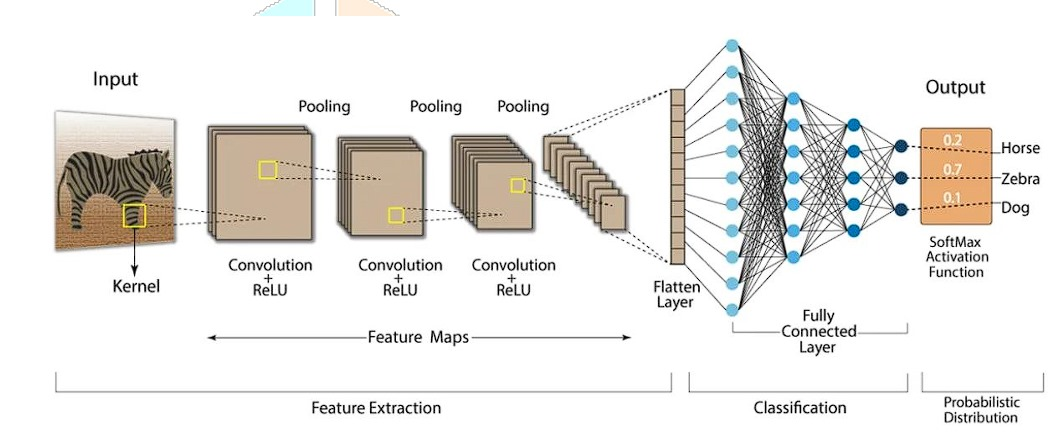 Input
Pooling
Pooling
Pooling
Output
0.2
Horse
0.7
Zebra
0.1
Dog
Kernel
Convolution
+
ReLU
Convolution
+
ReLU
Convolution
+
ReLU
Flatten
Layer
SoftMax
Activation
Function
Fully
Connected
Layer
Feature Maps
Feature Extraction
Classification
Probabilistic
Distribution